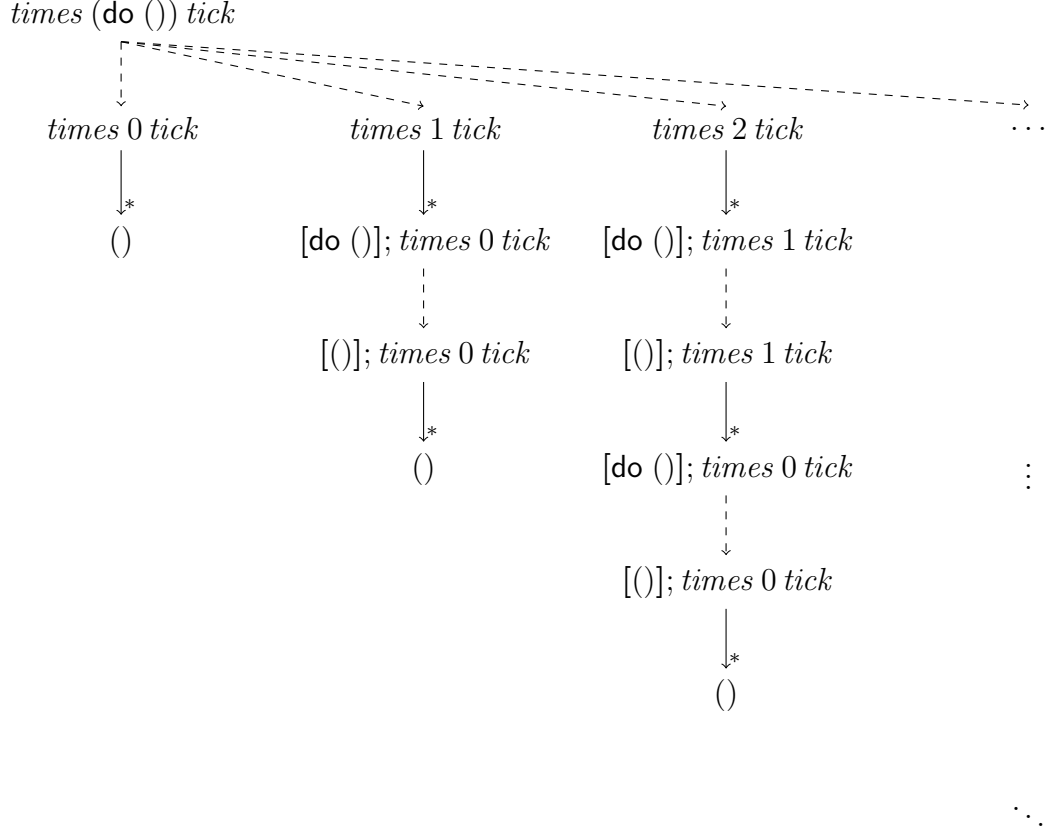 times (do ()) tick
times 0 tick times 1 tick times 2 tick ⋯
* * *
() [do ()]; times 0 tick [do ()]; times 1 tick
[()]; times 0 tick [()]; times 1 tick
* *
() [do ()]; times 0 tick ⋮
[()]; times 0 tick
*
()
⋱